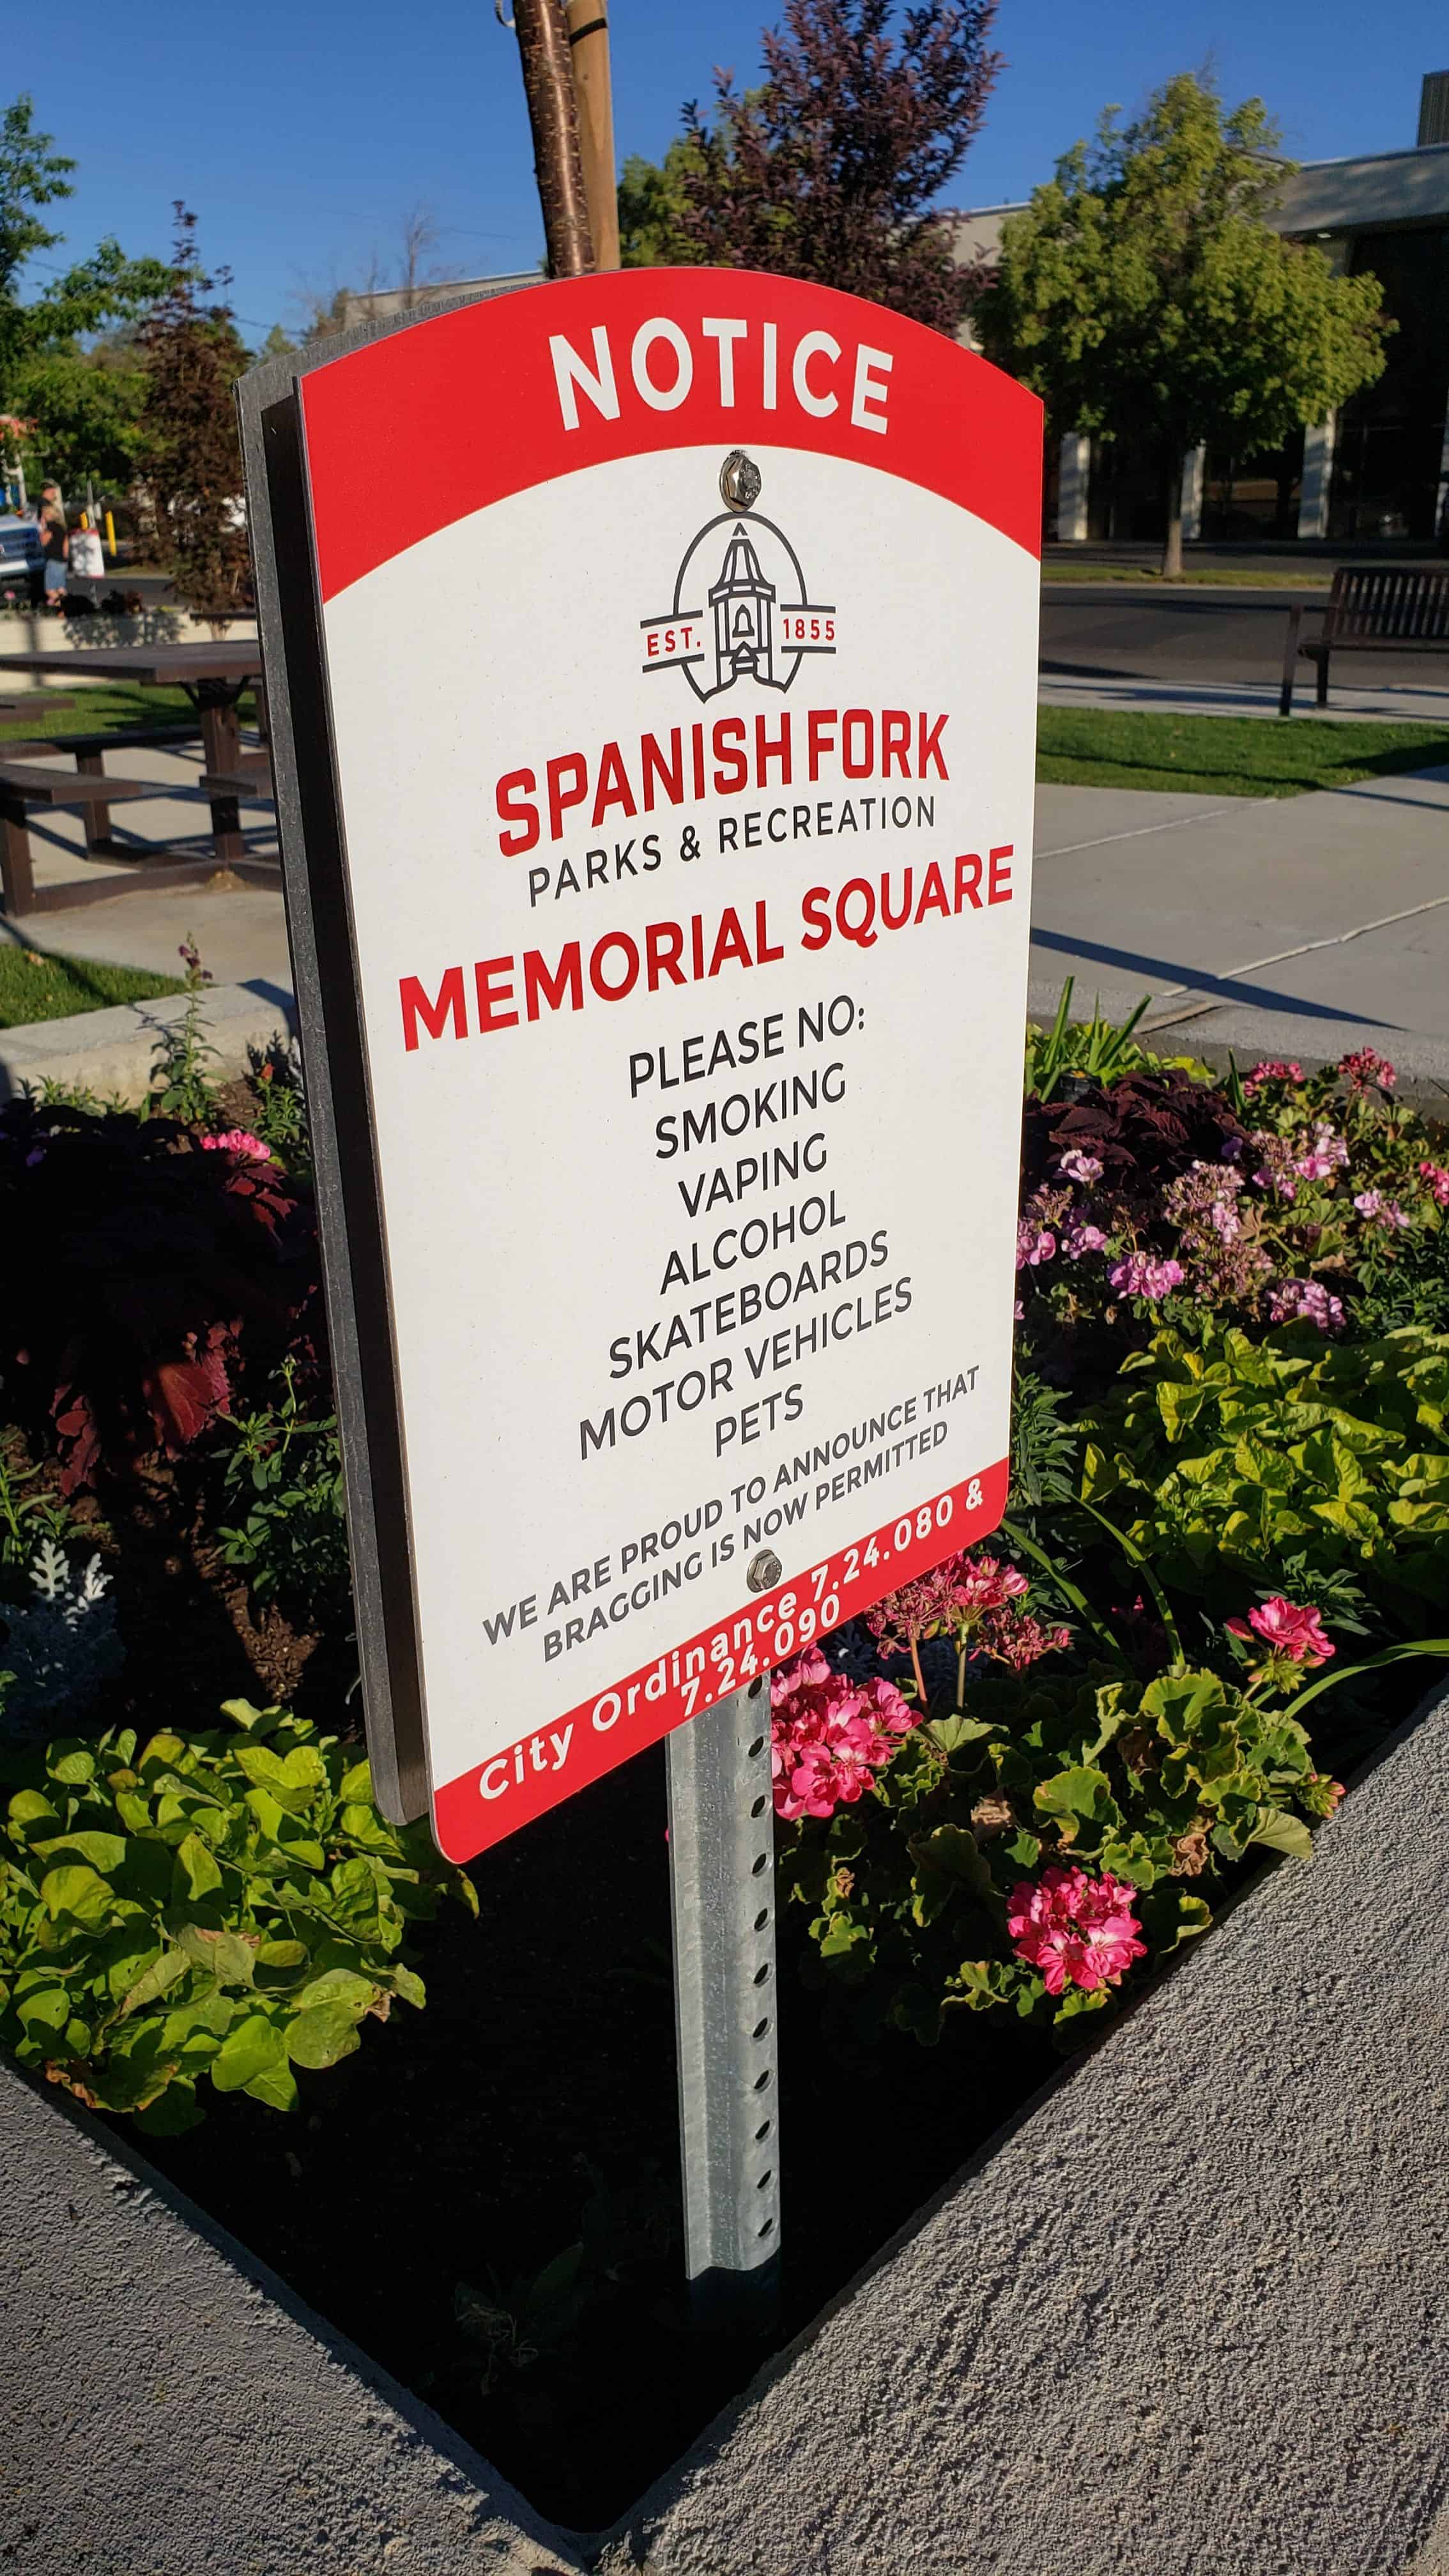 NOTICE
EST. 1855
SPANISH FORK
PARKS & RECREATION
MEMORIAL SQUARE
PLEASE NO:
SMOKING
VAPING
ALCOHOL
SKATEBOARDS
MOTOR VEHICLES
PETS
WE ARE PROUD TO ANNOUNCE THAT
BRAGGING IS NOW PERMITTED
City Ordinance 7.24.080 &
7.24.090